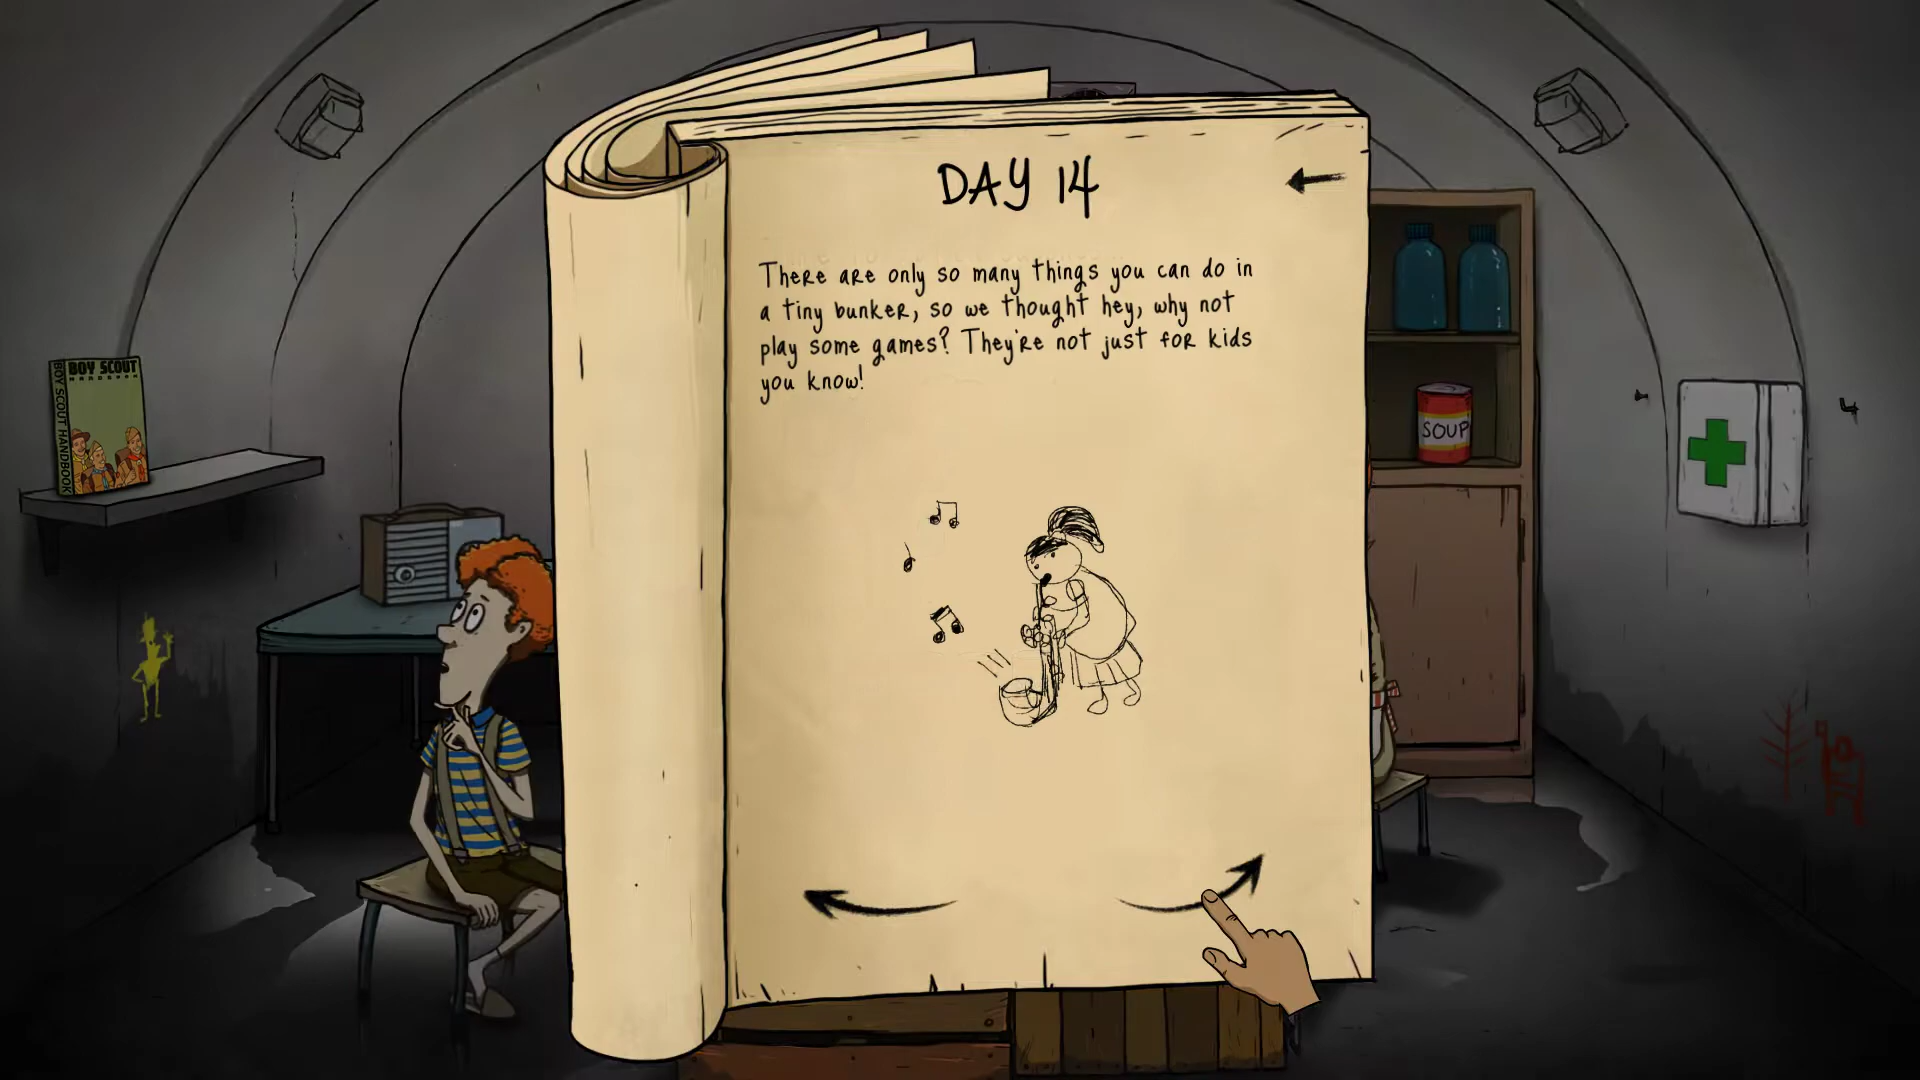 DAY 14
There are only so many things you can do in
a tiny bunker, so we thought hey, why not
play some games? They're not just for kids
you know!
BOY SCOUT
HANDBOOK
BOY SCOUT HANDBOOK
SOUP